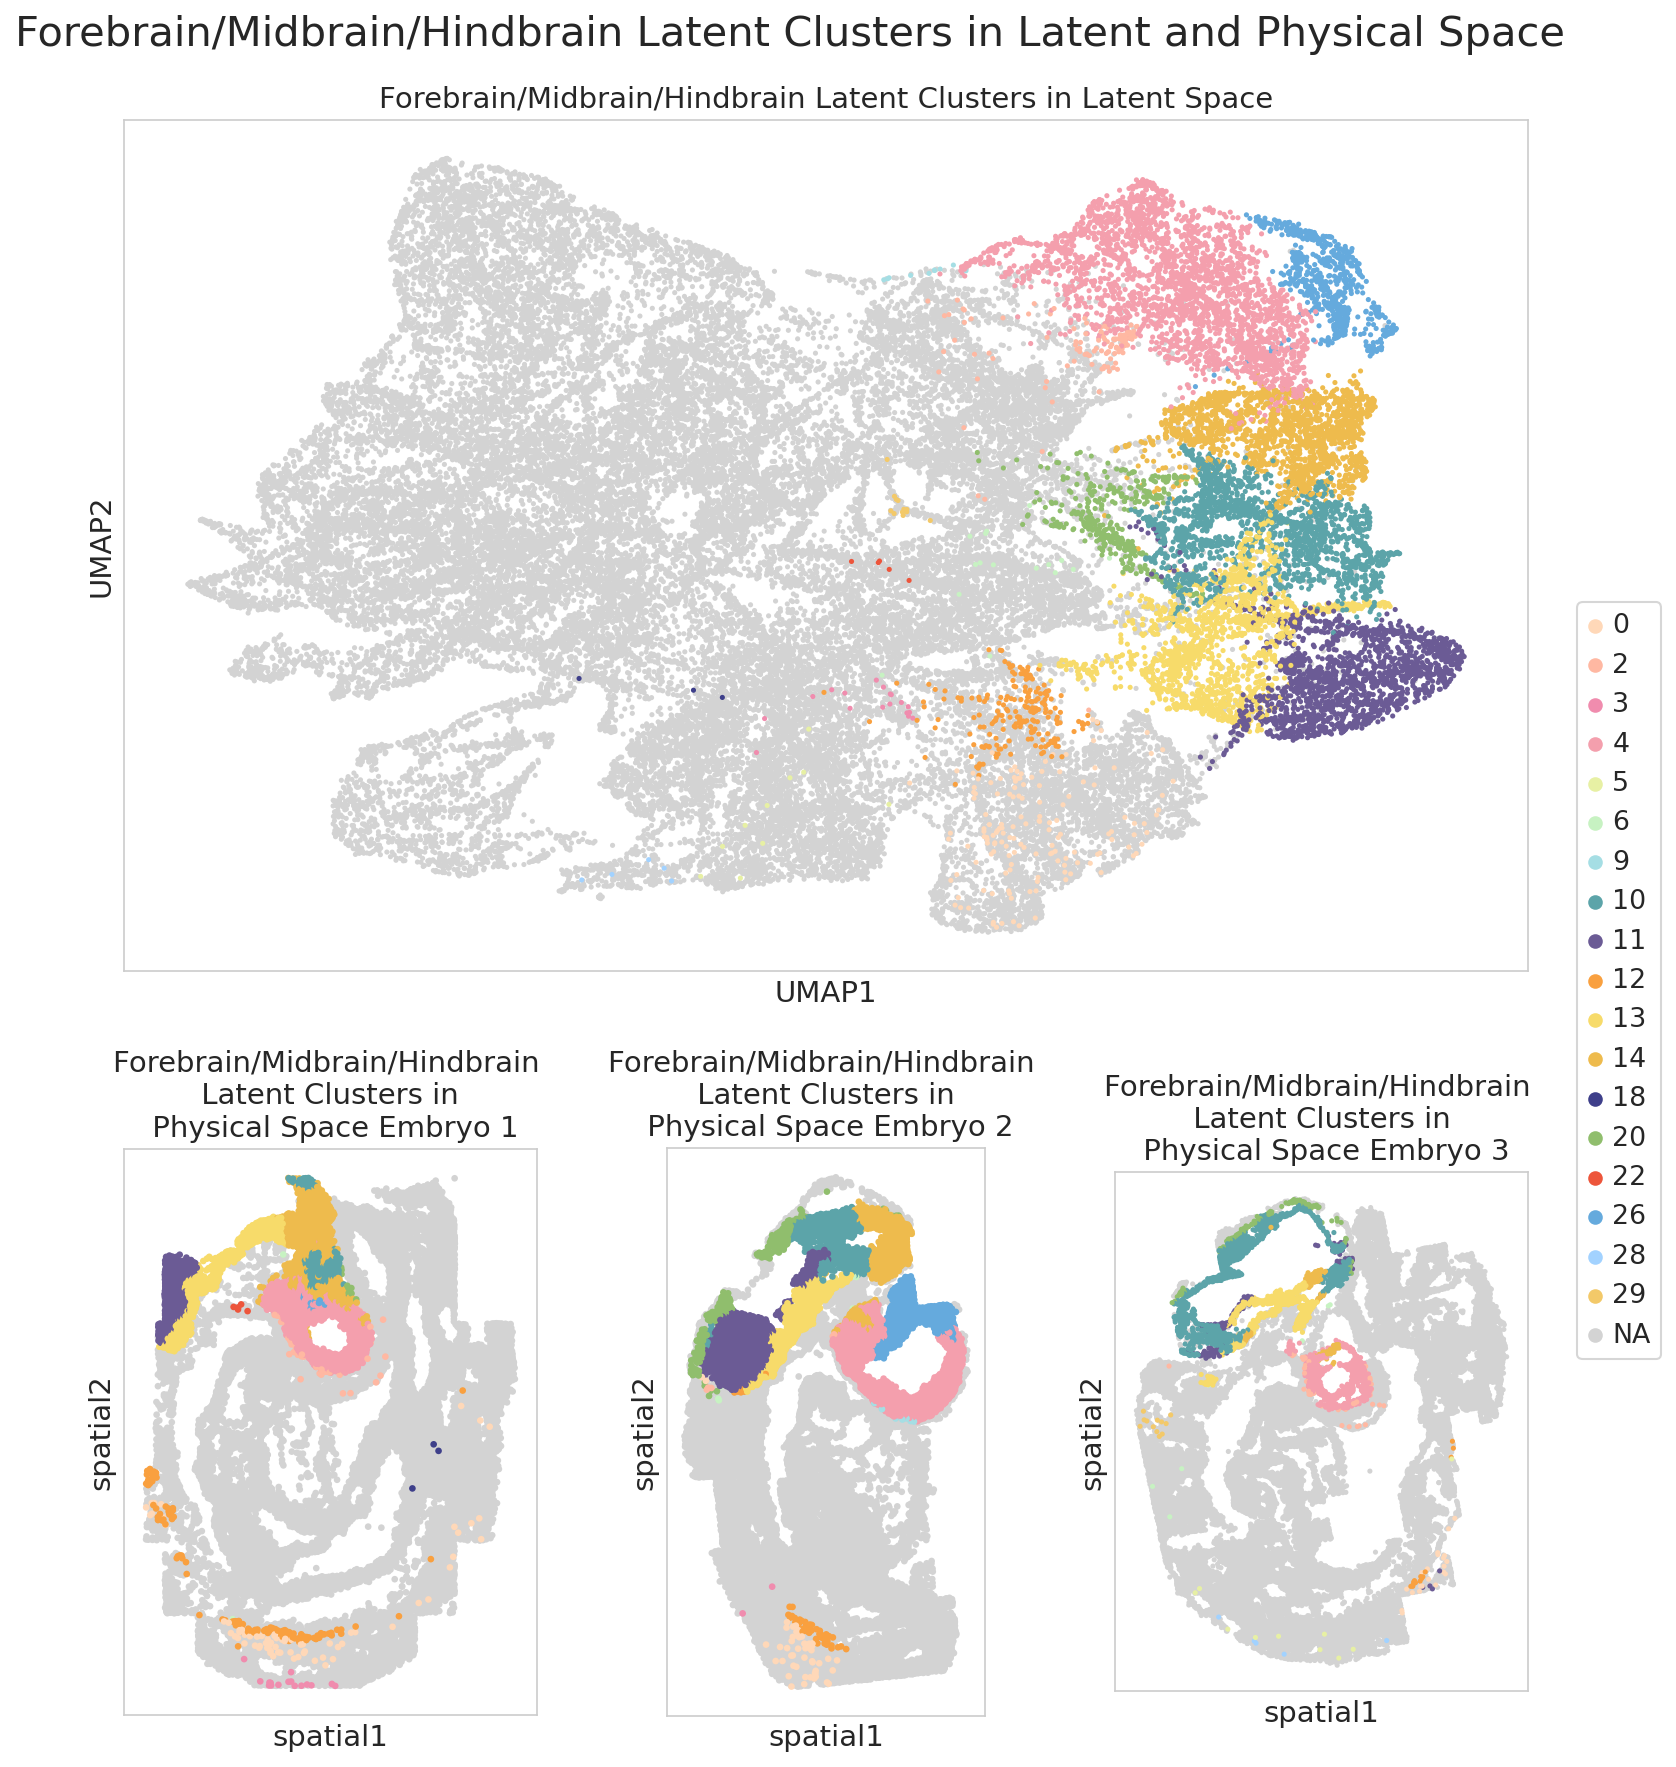 Forebrain/Midbrain/Hindbrain Latent Clusters in Latent and Physical Space
Forebrain/Midbrain/Hindbrain Latent Clusters in Latent Space
UMAP2
UMAP1
0
2
3
4
5
6
9
10
11
12
13
14
18
20
22
26
28
29
NA
Forebrain/Midbrain/Hindbrain
Latent Clusters in
Physical Space Embryo 1
spatial2
spatial1
Forebrain/Midbrain/Hindbrain
Latent Clusters in
Physical Space Embryo 2
spatial2
spatial1
Forebrain/Midbrain/Hindbrain
Latent Clusters in
Physical Space Embryo 3
spatial2
spatial1